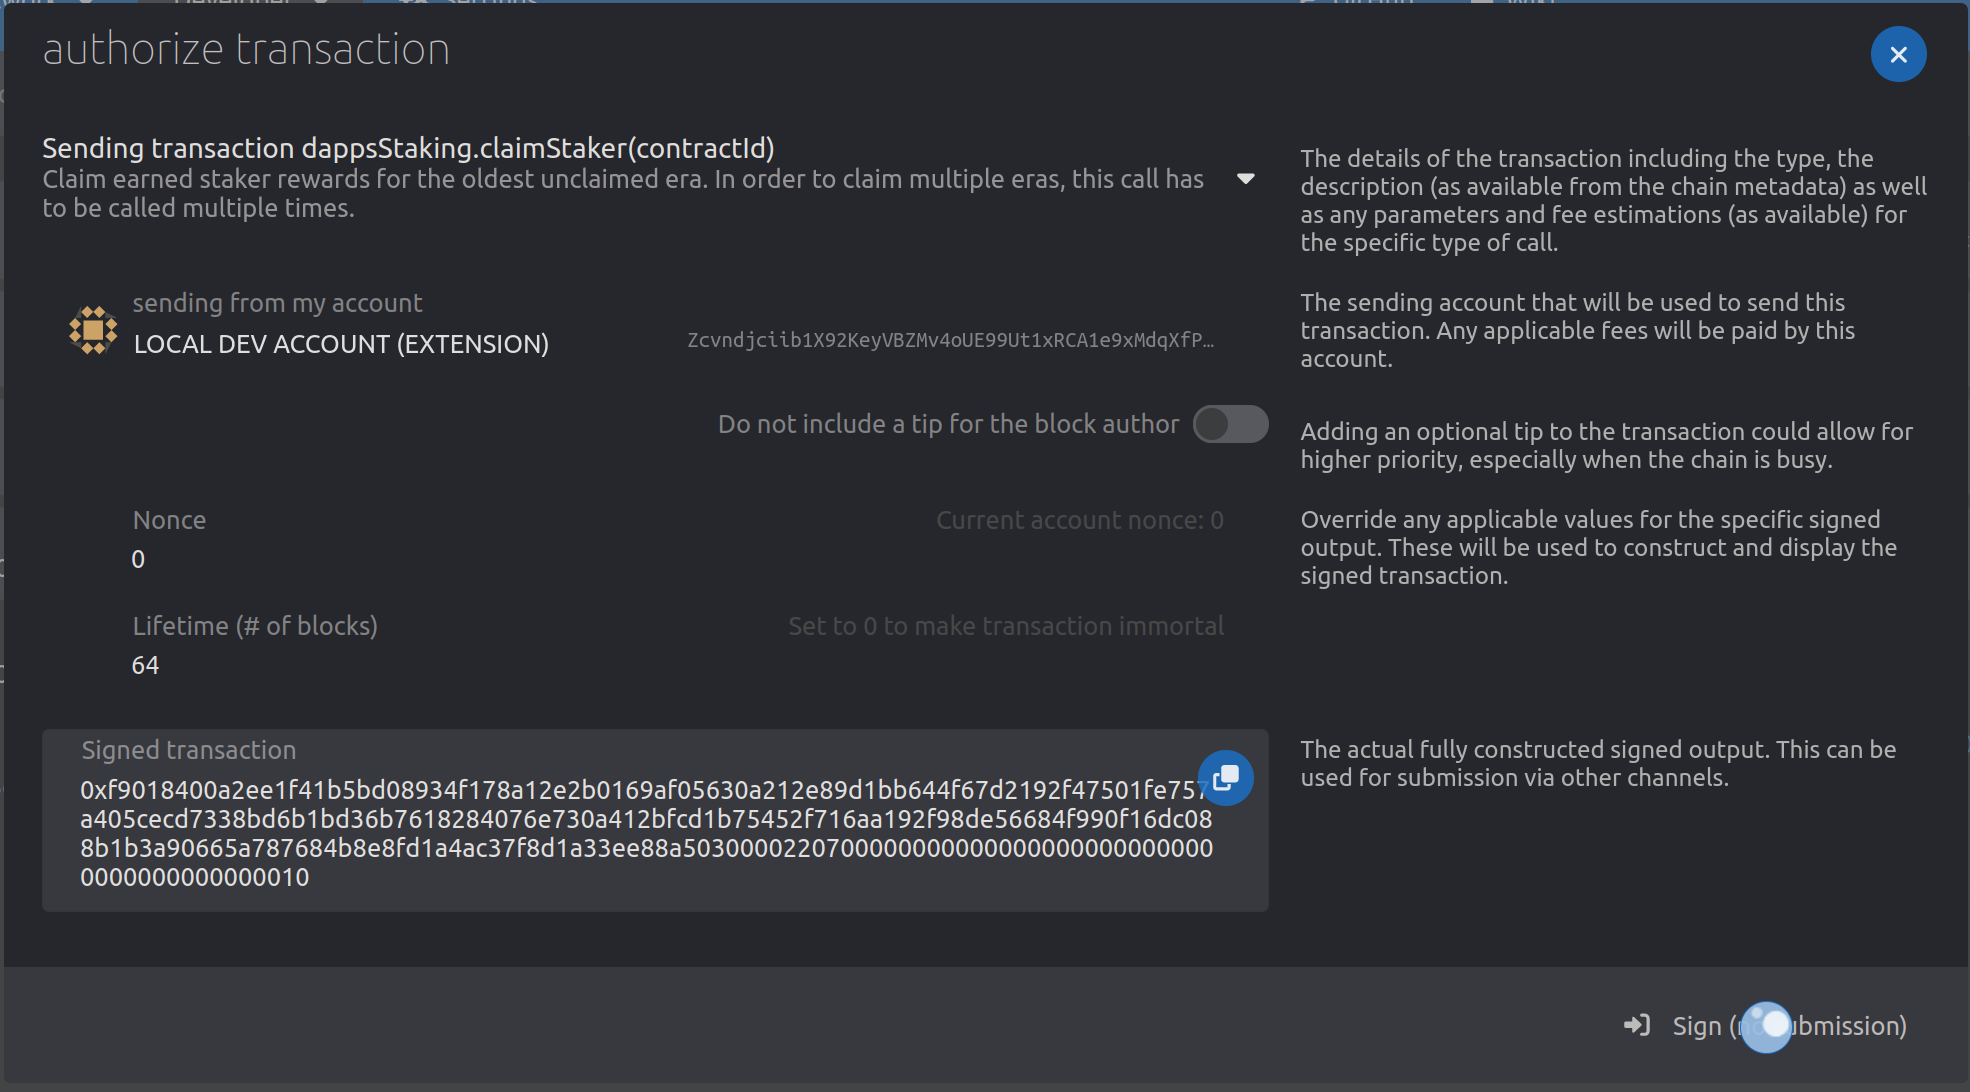 authorize transaction
Sending transaction dappsStaking.claimStaker(contractId)
Claim earned staker rewards for the oldest unclaimed era. In order to claim multiple eras, this call has
to be called multiple times.
The details of the transaction including the type, the
description (as available from the chain metadata) as well
as any parameters and fee estimations (as available) for
the specific type of call.
sending from my account
LOCAL DEV ACCOUNT (EXTENSION)
Zcvndjciib1X92KeyVBZMv4oUE99Ut1xRCA1e9xMdqXfP…
The sending account that will be used to send this
transaction. Any applicable fees will be paid by this
account.
Do not include a tip for the block author
Adding an optional tip to the transaction could allow for
higher priority, especially when the chain is busy.
Nonce
Current account nonce: 0
0
Override any applicable values for the specific signed
output. These will be used to construct and display the
signed transaction.
Lifetime (# of blocks)
Set to 0 to make transaction immortal
64
Signed transaction
0xf9018400a2ee1f41b5bd08934f178a12e2b0169af05630a212e89d1bb644f67d2192f47501fe757
a405cecd7338bd6b1bd36b7618284076e730a412bfcd1b75452f716aa192f98de56684f990f16dc08
8b1b3a90665a787684b8e8fd1a4ac37f8d1a33ee88a50300002207000000000000000000000000000
0000000000000010
The actual fully constructed signed output. This can be
used for submission via other channels.
Sign (no submission)